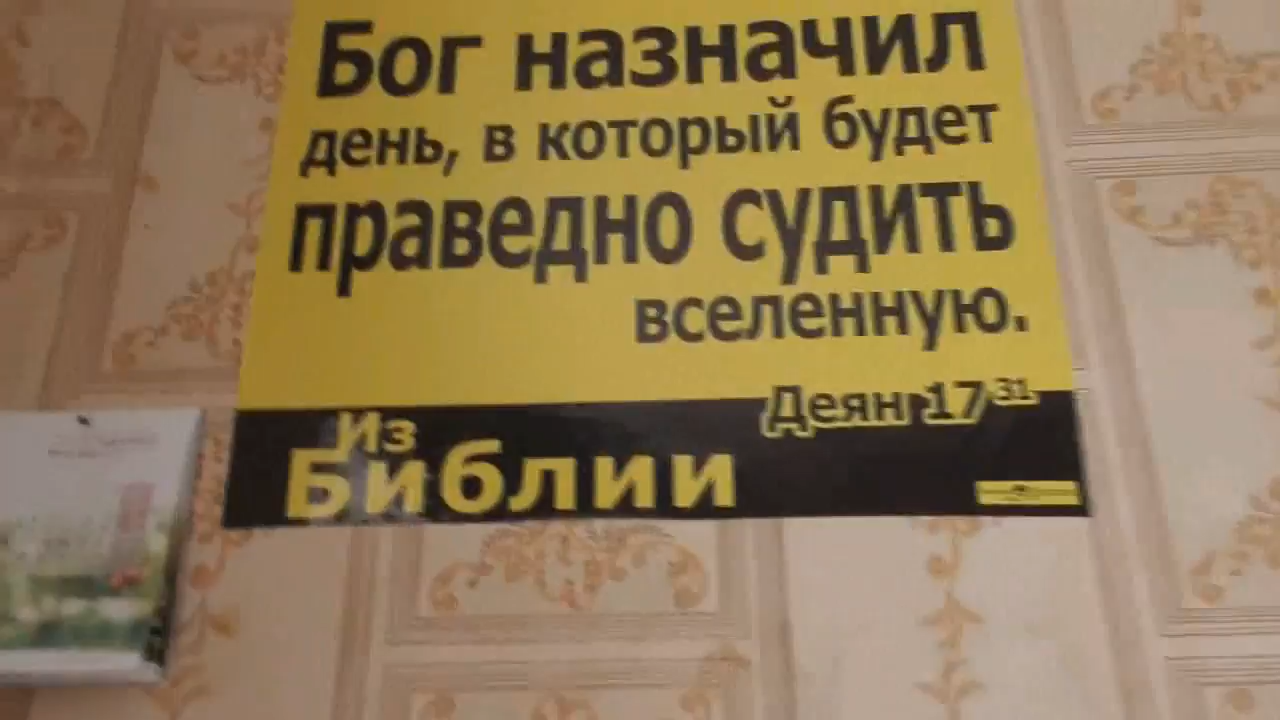 Бог назначил
день, в который будет
праведно судить
вселенную.
Деян 17 31
Из
Библии